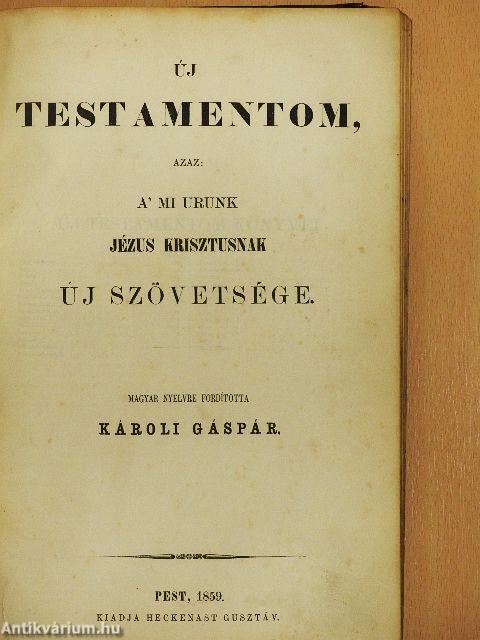 ÚJ
TESTAMENTOM,
AZAZ:
A' MI URUNK
JÉZUS KRISZTUSNAK
ÚJ SZÖVETSÉGE.
MAGYAR NYELVRE FORDÍTOTTA
KÁROLI GÁSPÁR.
PEST, 1859.
KIADJA HECKENAST GUSZTÁV.
Antikvárium.hu